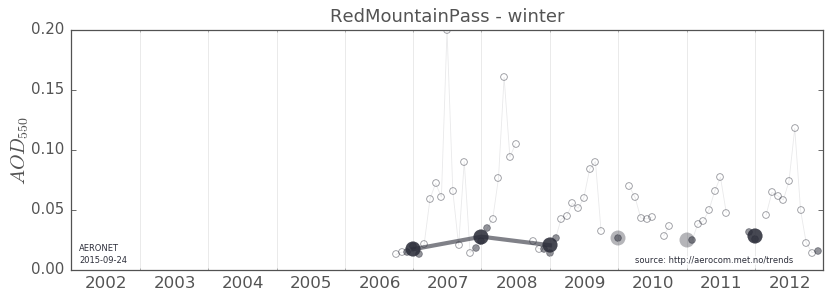 RedMountainPass - winter
0.20
0.15
0.10
0.05
0.00
AOD550
AERONET
2015-09-24
source: http://aerocom.met.no/trends
2002 2003 2004 2005 2006 2007 2008 2009 2010 2011 2012